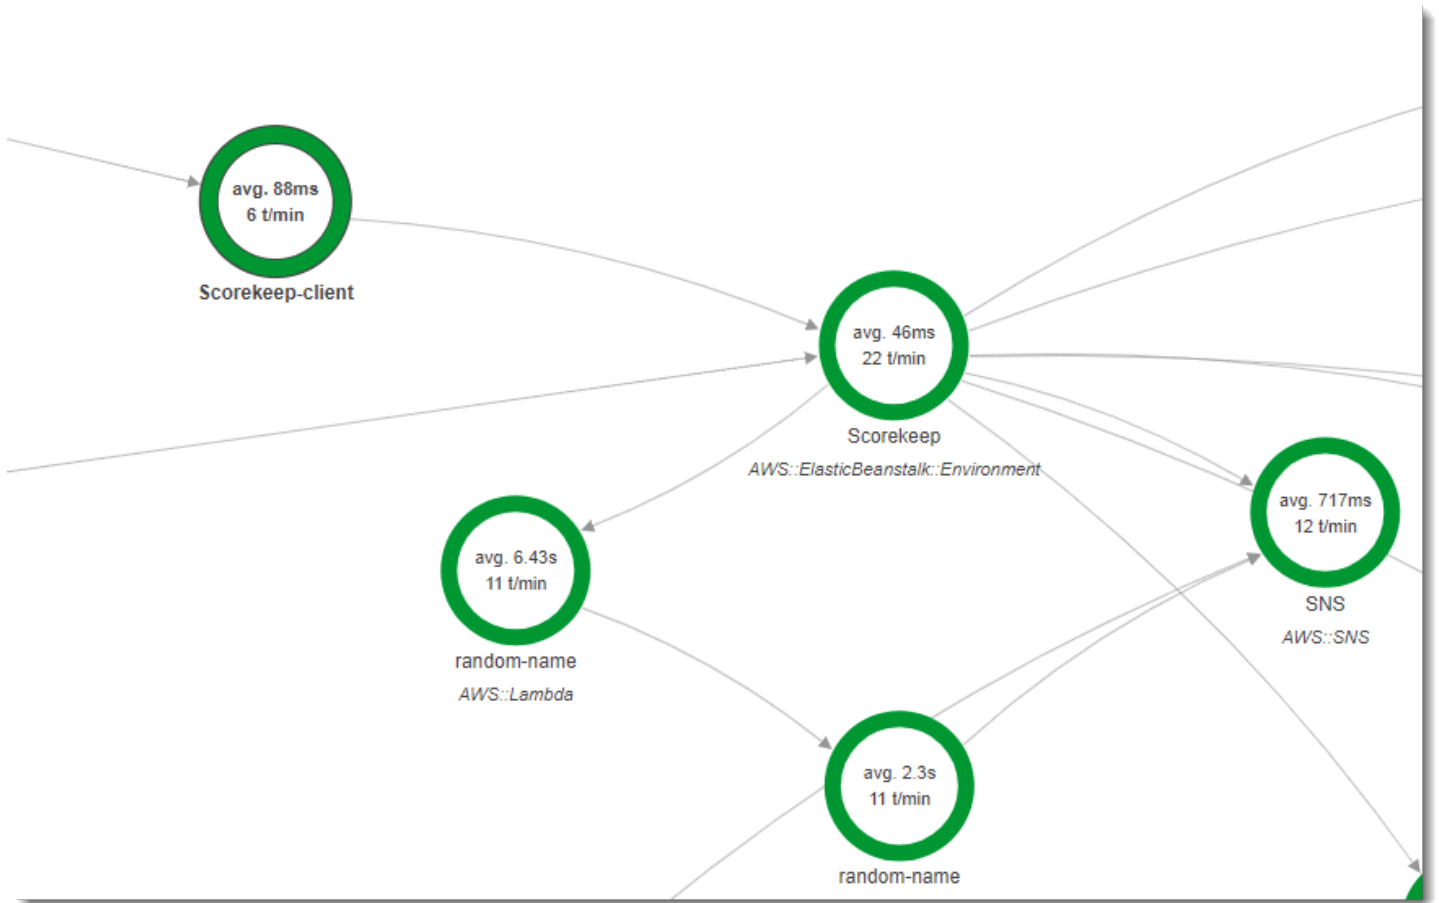 avg. 88ms
6 t/min
Scorekeep-client
avg. 46ms
22 t/min
Scorekeep
AWS::ElasticBeanstalk::Environment
avg. 717ms
12 t/min
SNS
AWS::SNS
avg. 6.43s
11 t/min
random-name
AWS::Lambda
avg. 2.3s
11 t/min
random-name